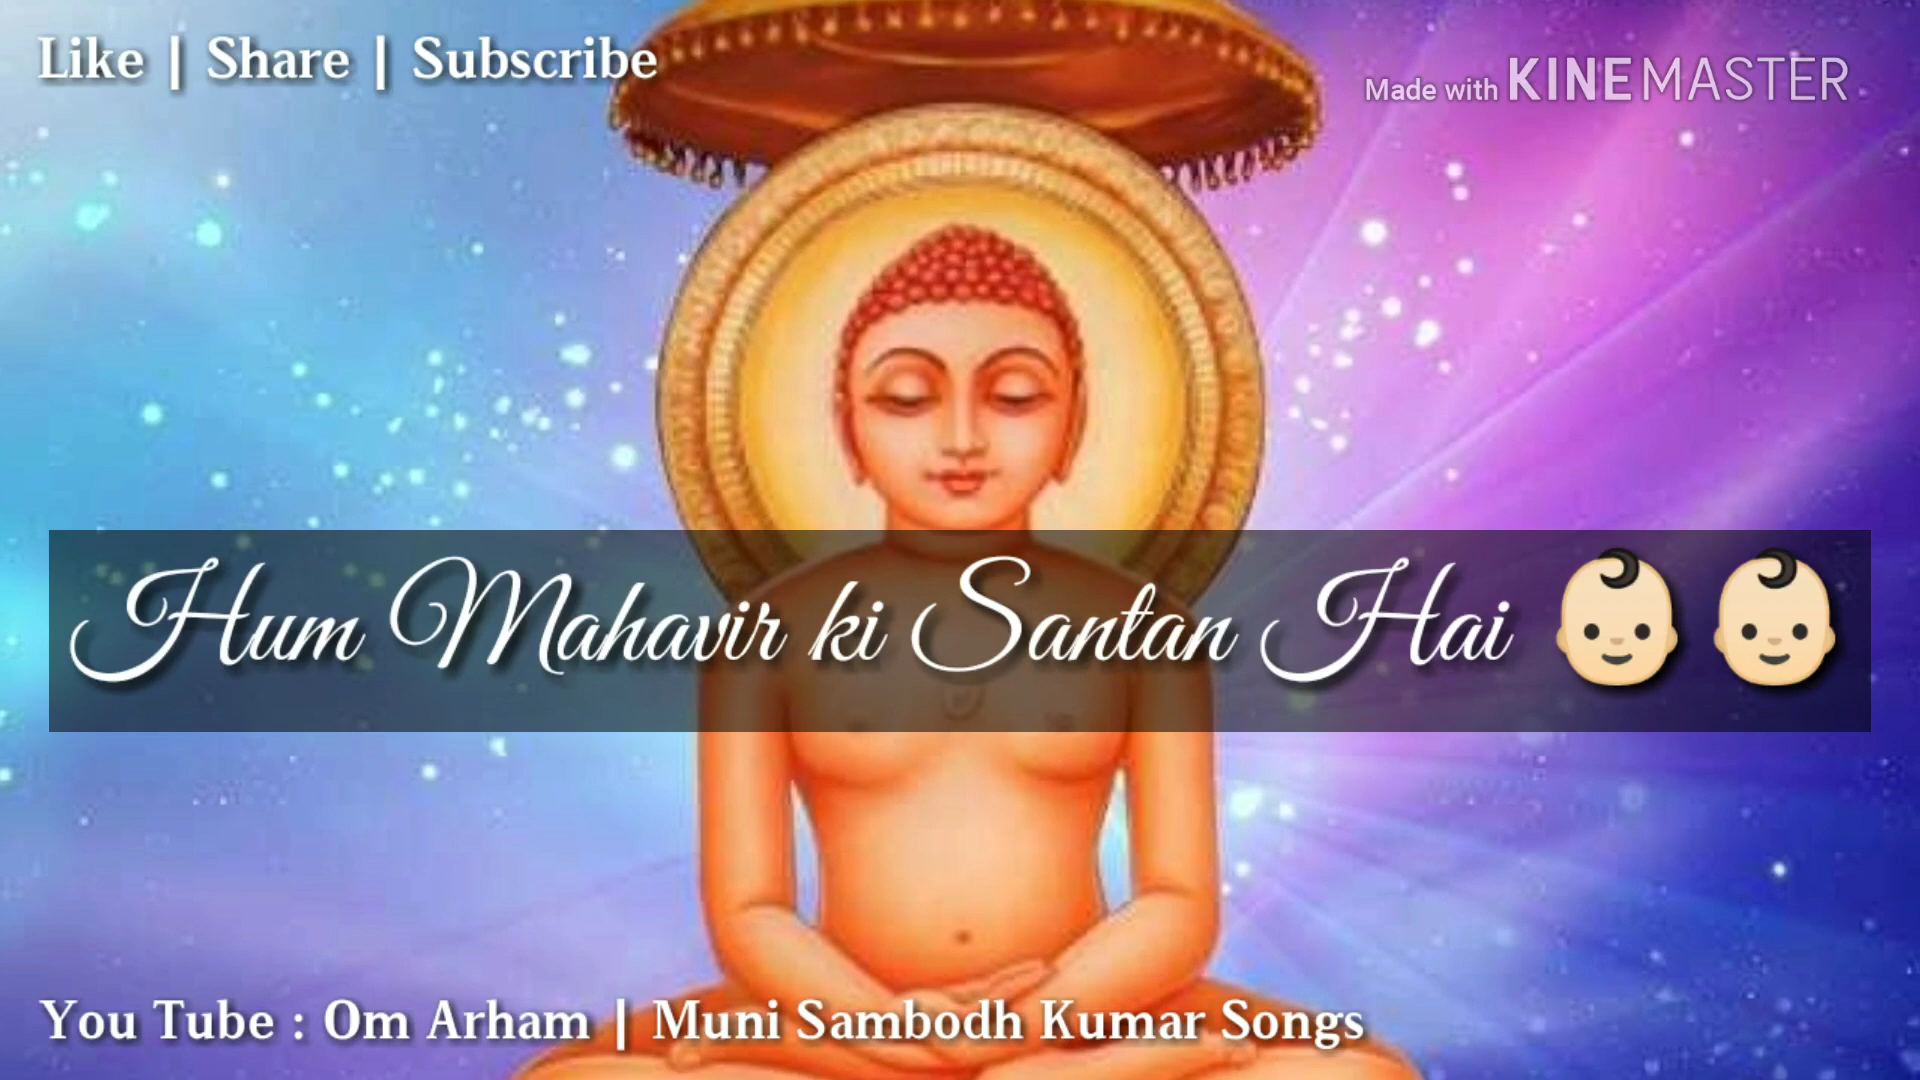 Like | Share | Subscribe
Made with KINEMASTER
Hum Mahavir ki Santan Hai 👶🏻👶🏻
You Tube : Om Arham | Muni Sambodh Kumar Songs